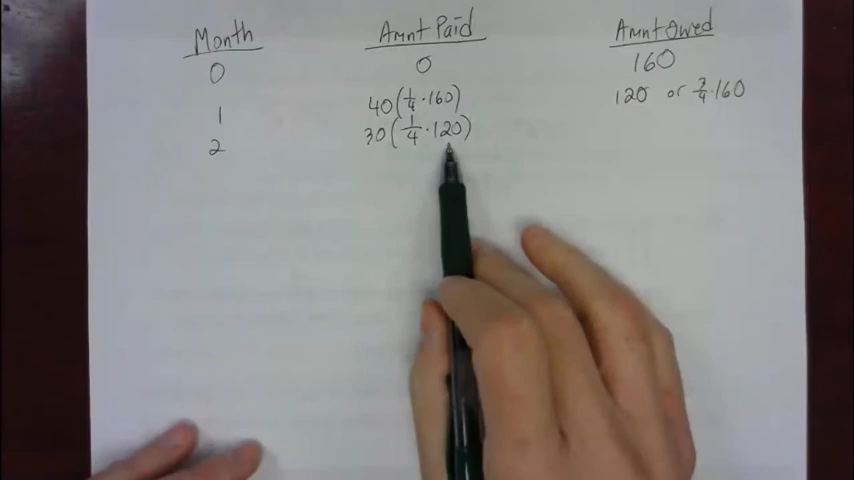 Month Amnt Paid Amnt Owed
0 0 160
1 40 (1/4 · 160) 120 or 3/4 · 160
2 30 (1/4 · 120)